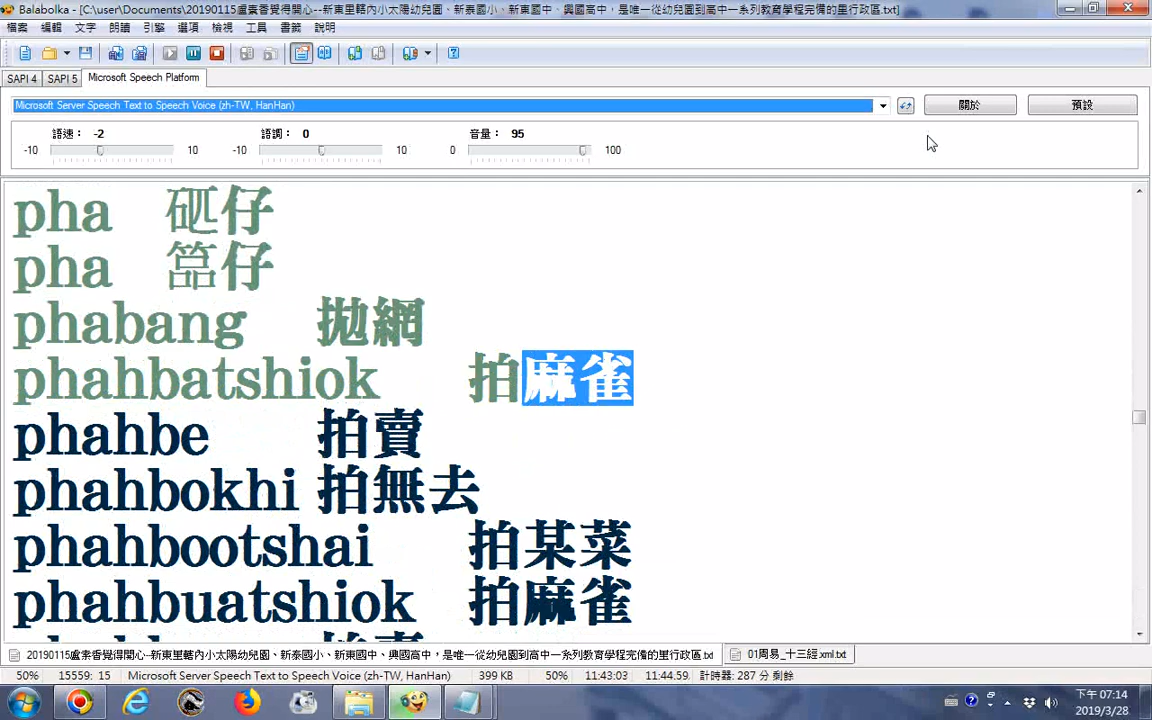 Balabolka - [C:\user\Documents\20190115盧素香覺得開心--新東里轄內小太陽幼兒園、新泰國小、新東國中、興國高中，是唯一從幼兒園到高中一系列教育學程完備的里行政區.txt]
檔案 編輯 文字 朗讀 引擎 選項 檢視 工具 書籤 說明
SAPI 4 SAPI 5 Microsoft Speech Platform
Microsoft Server Speech Text to Speech Voice (zh-TW, HanHan) 關於 預設
語速： -2 語調： 0 音量： 95
-10 10 -10 10 0 100
pha 仔
pha 仔
phabang 拋網
phahbatshiok 拍麻雀
phahbe 拍賣
phahbokhi 拍無去
phahbootshai 拍某菜
phahbuatshiok 拍麻雀
20190115盧素香覺得開心--新東里轄內小太陽幼兒園、新泰國小、新東國中、興國高中，是唯一從幼兒園到高中一系列教育學程完備的里行政區.txt 01周易_十三經.xml.txt
50% 15559: 15 Microsoft Server Speech Text to Speech Voice (zh-TW, HanHan) 399 KB 50% 11:43:03 11:44:59. 計時器: 287 分 剩餘
下午 07:14
2019/3/28